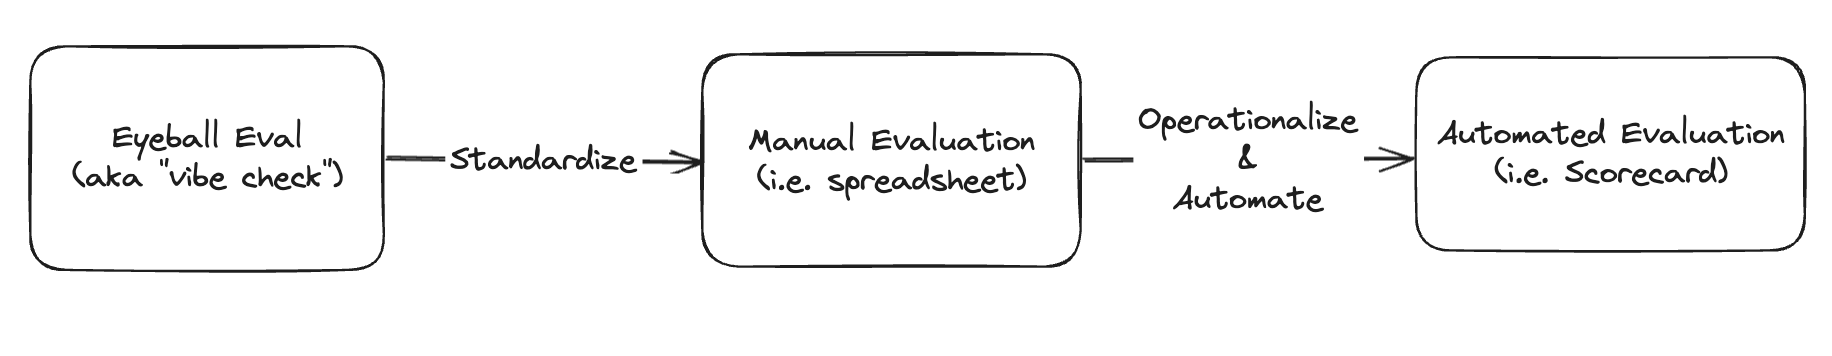 Eyeball Eval
(aka "vibe check")
Standardize
Manual Evaluation
(i.e. spreadsheet)
Operationalize
&
Automate
Automated Evaluation
(i.e. Scorecard)